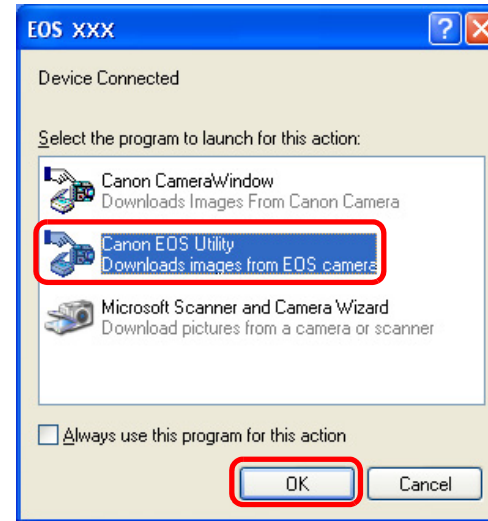 EOS XXX
Device Connected
Select the program to launch for this action:
Canon CameraWindow
Downloads Images From Canon Camera
Canon EOS Utility
Downloads images from EOS camera
Microsoft Scanner and Camera Wizard
Download pictures from a camera or scanner
Always use this program for this action
OK Cancel